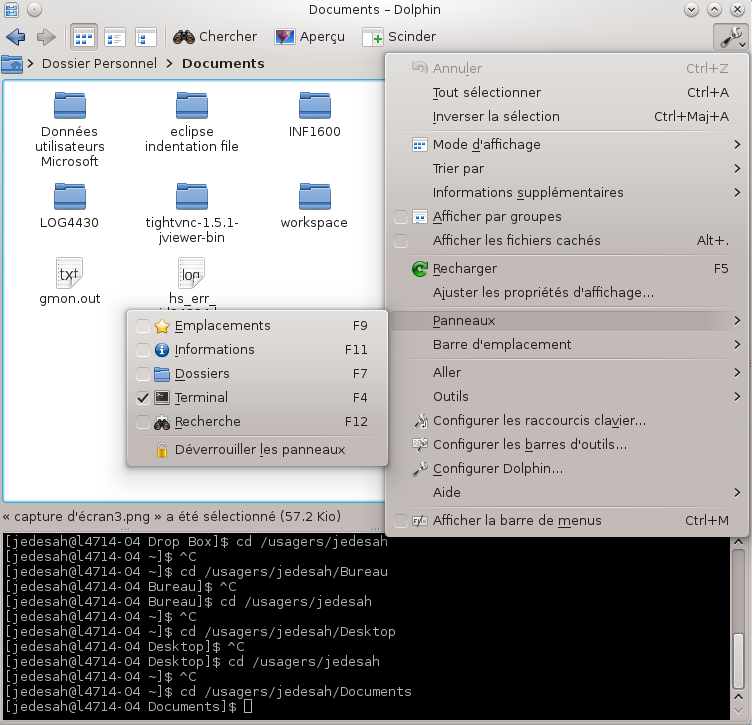 Documents – Dolphin
Chercher Aperçu Scinder
> Dossier Personnel > Documents
Données utilisateurs Microsoft
eclipse indentation file
INF1600
LOG4430
tightvnc-1.5.1-jviewer-bin
workspace
txt
gmon.out
log
hs_err_
Annuler Ctrl+Z
Tout sélectionner Ctrl+A
Inverser la sélection Ctrl+Maj+A
Mode d'affichage
Trier par
Informations supplémentaires
Afficher par groupes
Afficher les fichiers cachés Alt+.
Recharger F5
Ajuster les propriétés d'affichage...
Panneaux
Barre d'emplacement
Aller
Outils
Configurer les raccourcis clavier...
Configurer les barres d'outils...
Configurer Dolphin...
Aide
Afficher la barre de menus Ctrl+M
Emplacements F9
Informations F11
Dossiers F7
Terminal F4
Recherche F12
Déverrouiller les panneaux
« capture d'écran3.png » a été sélectionné (57.2 Kio)
[jedesah@l4714-04 Drop Box]$ cd /usagers/jedesah
[jedesah@l4714-04 ~]$ ^C
[jedesah@l4714-04 ~]$ cd /usagers/jedesah/Bureau
[jedesah@l4714-04 Bureau]$ ^C
[jedesah@l4714-04 Bureau]$ cd /usagers/jedesah
[jedesah@l4714-04 ~]$ ^C
[jedesah@l4714-04 ~]$ cd /usagers/jedesah/Desktop
[jedesah@l4714-04 Desktop]$ ^C
[jedesah@l4714-04 Desktop]$ cd /usagers/jedesah
[jedesah@l4714-04 ~]$ ^C
[jedesah@l4714-04 ~]$ cd /usagers/jedesah/Documents
[jedesah@l4714-04 Documents]$